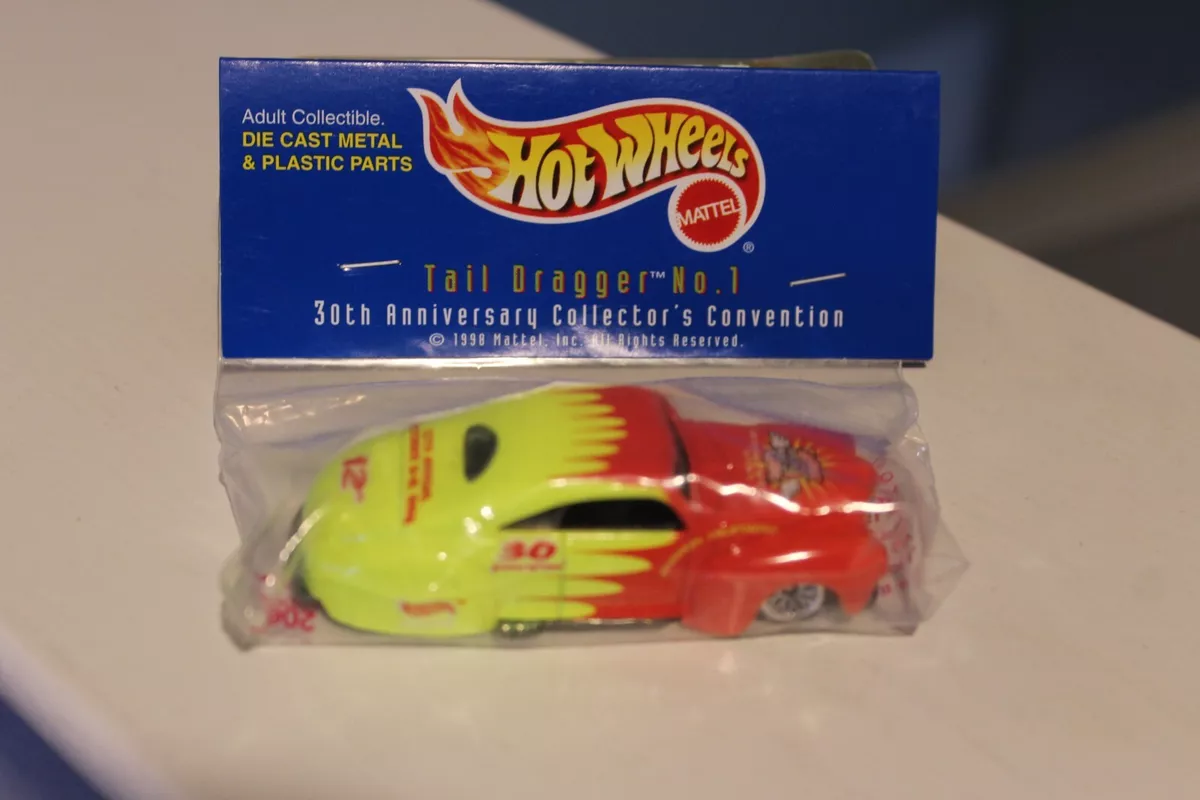 Adult Collectible.
DIE CAST METAL
& PLASTIC PARTS
HOT WHEELS
MATTEL
®
Tail Dragger™ No.1
30th Anniversary Collector's Convention
© 1998 Mattel, Inc. All Rights Reserved.
12th
30